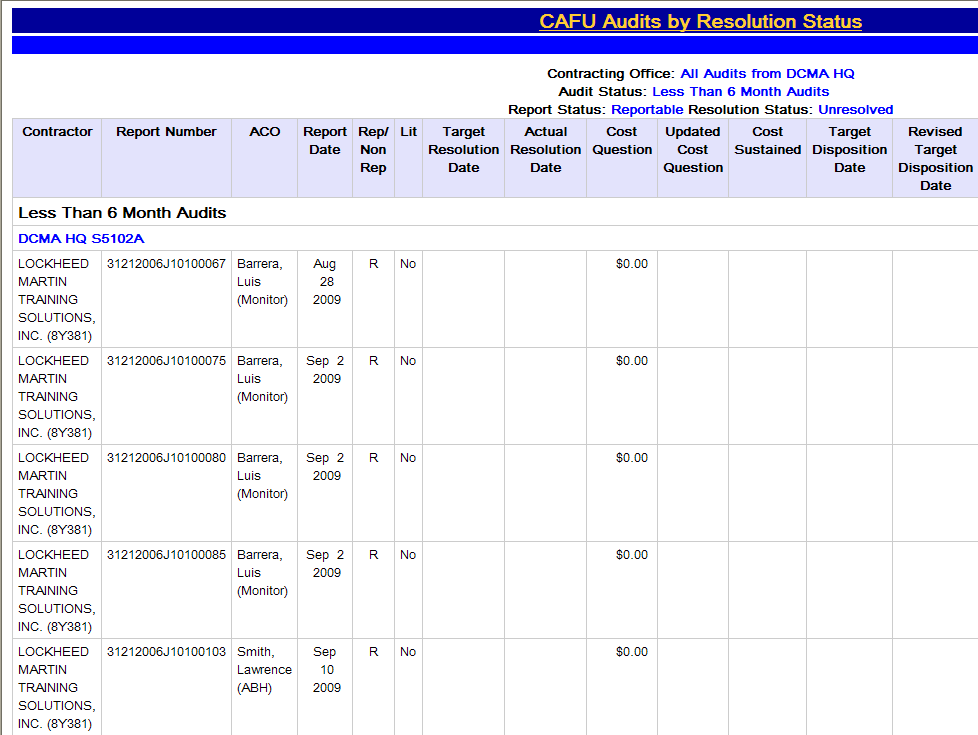 CAFU Audits by Resolution Status
Contracting Office: All Audits from DCMA HQ
Audit Status: Less Than 6 Month Audits
Report Status: Reportable Resolution Status: Unresolved
Contractor Report Number ACO Report Date Rep/ Non Rep Lit Target Resolution Date Actual Resolution Date Cost Question Updated Cost Question Cost Sustained Target Disposition Date Revised Target Disposition Date
Less Than 6 Month Audits
DCMA HQ S5102A
LOCKHEED 31212006J10100067 Barrera, Aug R No $0.00
MARTIN Luis 28
TRAINING (Monitor) 2009
SOLUTIONS,
INC. (8Y381)
LOCKHEED 31212006J10100075 Barrera, Sep 2 R No $0.00
MARTIN Luis 2009
TRAINING (Monitor)
SOLUTIONS,
INC. (8Y381)
LOCKHEED 31212006J10100080 Barrera, Sep 2 R No $0.00
MARTIN Luis 2009
TRAINING (Monitor)
SOLUTIONS,
INC. (8Y381)
LOCKHEED 31212006J10100085 Barrera, Sep 2 R No $0.00
MARTIN Luis 2009
TRAINING (Monitor)
SOLUTIONS,
INC. (8Y381)
LOCKHEED 31212006J10100103 Smith, Sep R No $0.00
MARTIN Lawrence 10
TRAINING (ABH) 2009
SOLUTIONS,
INC. (8Y381)